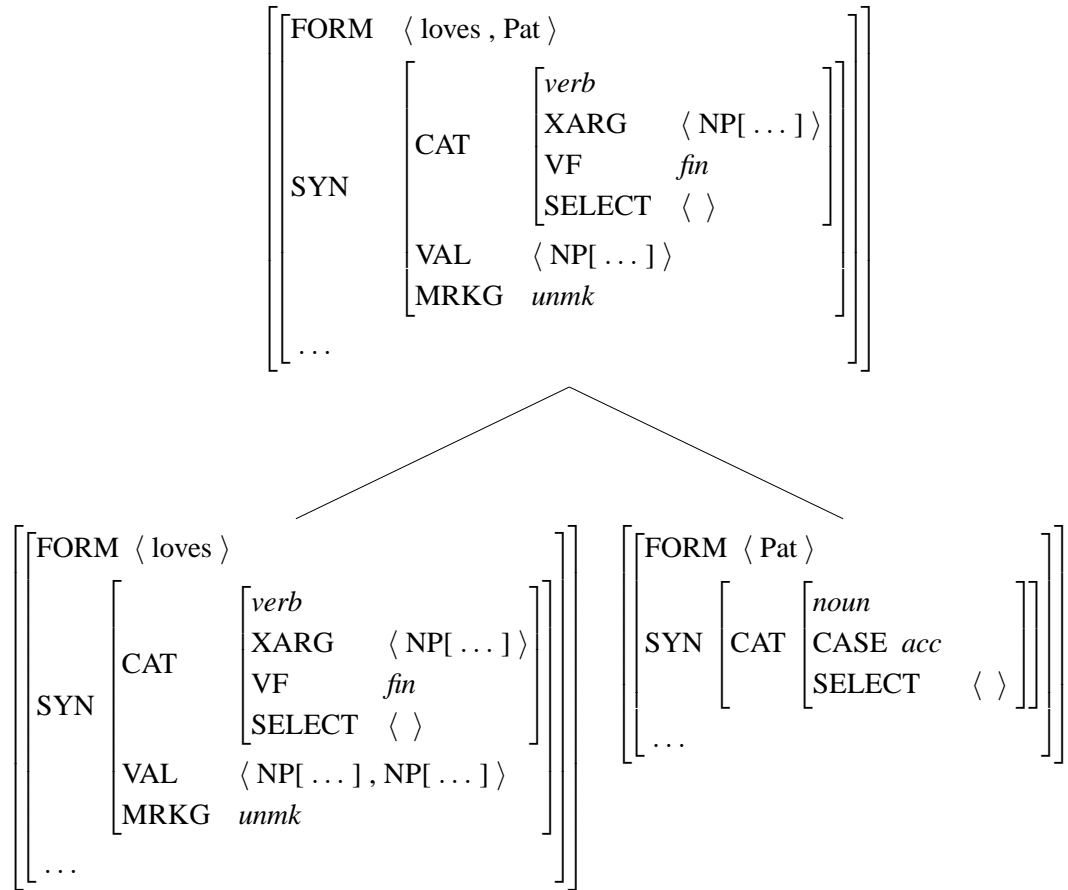 FORM ⟨ loves , Pat ⟩
verb
XARG ⟨ NP[ . . . ] ⟩
CAT
VF fin
SYN
SELECT ⟨ ⟩
VAL ⟨ NP[ . . . ] ⟩
MRKG unmk
. . .
FORM ⟨ loves ⟩
verb
XARG ⟨ NP[ . . . ] ⟩
CAT
VF fin
SYN
SELECT ⟨ ⟩
VAL ⟨ NP[ . . . ] , NP[ . . . ] ⟩
MRKG unmk
. . .
FORM ⟨ Pat ⟩
noun
SYN CAT CASE acc
SELECT ⟨ ⟩
. . .